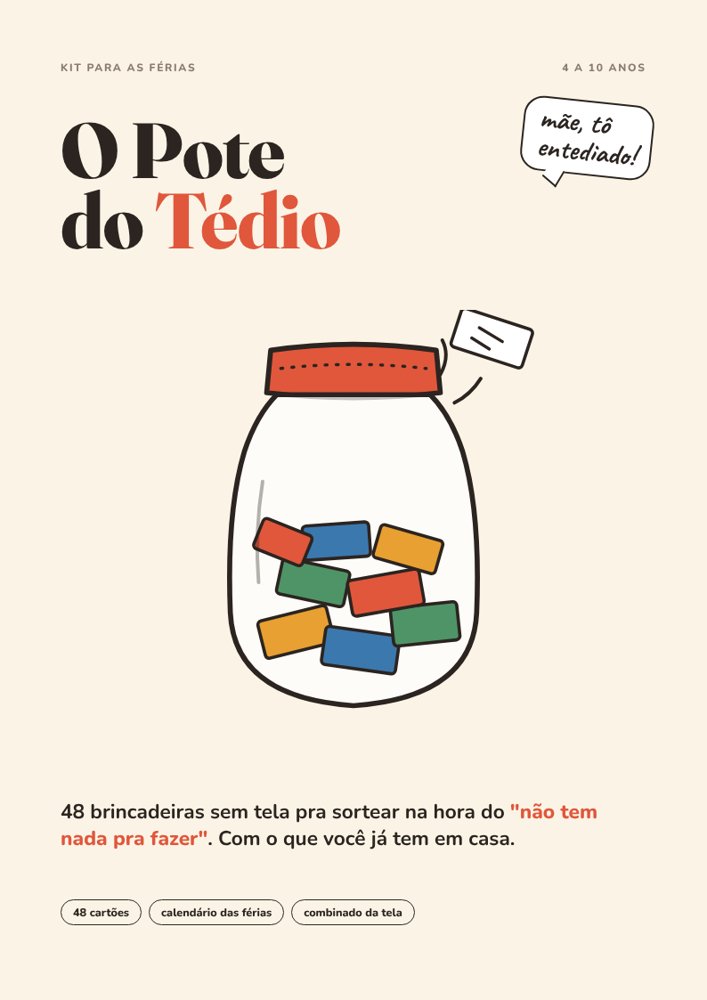 KIT PARA AS FÉRIAS
4 A 10 ANOS
mãe, tô
entediado!
O Pote
do Tédio
48 brincadeiras sem tela pra sortear na hora do "não tem
nada pra fazer". Com o que você já tem em casa.
48 cartões
calendário das férias
combinado da tela